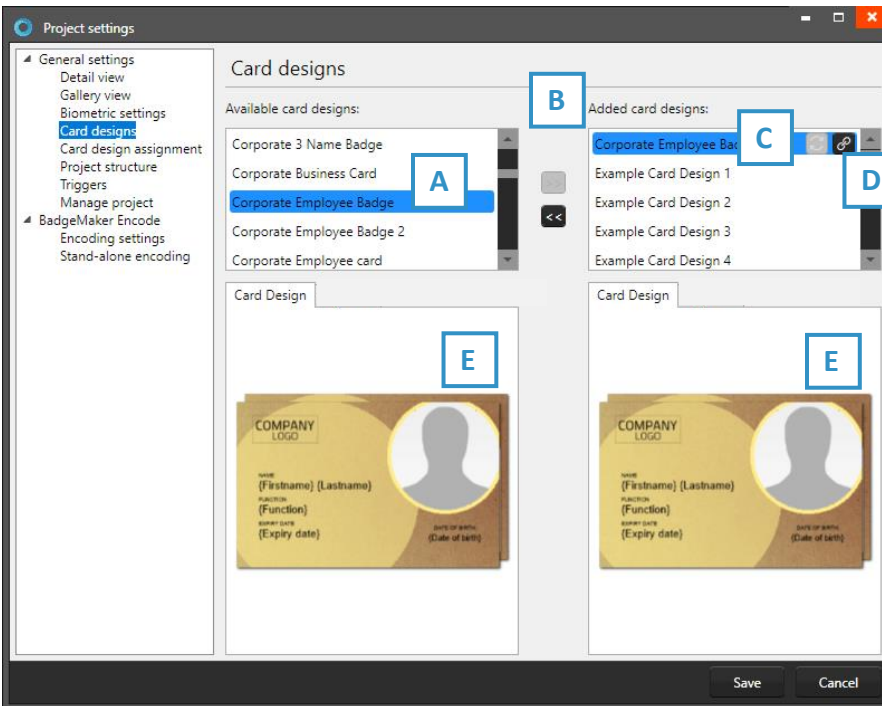 Project settings
General settings
Detail view
Gallery view
Biometric settings
Card designs
Card design assignment
Project structure
Triggers
Manage project
BadgeMaker Encode
Encoding settings
Stand-alone encoding
Card designs
B
Available card designs:
Corporate 3 Name Badge
Corporate Business Card
A
Corporate Employee Badge
Corporate Employee Badge 2
Corporate Employee card
>>
<<
Added card designs:
Corporate Employee Bad
C
D
Example Card Design 1
Example Card Design 2
Example Card Design 3
Example Card Design 4
Card Design
E
COMPANY
LOGO
NAME
{Firstname} {Lastname}
FUNCTION
{Function}
EXPIRY DATE
{Expiry date}
DATE OF BIRTH
{Date of birth}
Card Design
E
COMPANY
LOGO
NAME
{Firstname} {Lastname}
FUNCTION
{Function}
EXPIRY DATE
{Expiry date}
DATE OF BIRTH
{Date of birth}
Save
Cancel